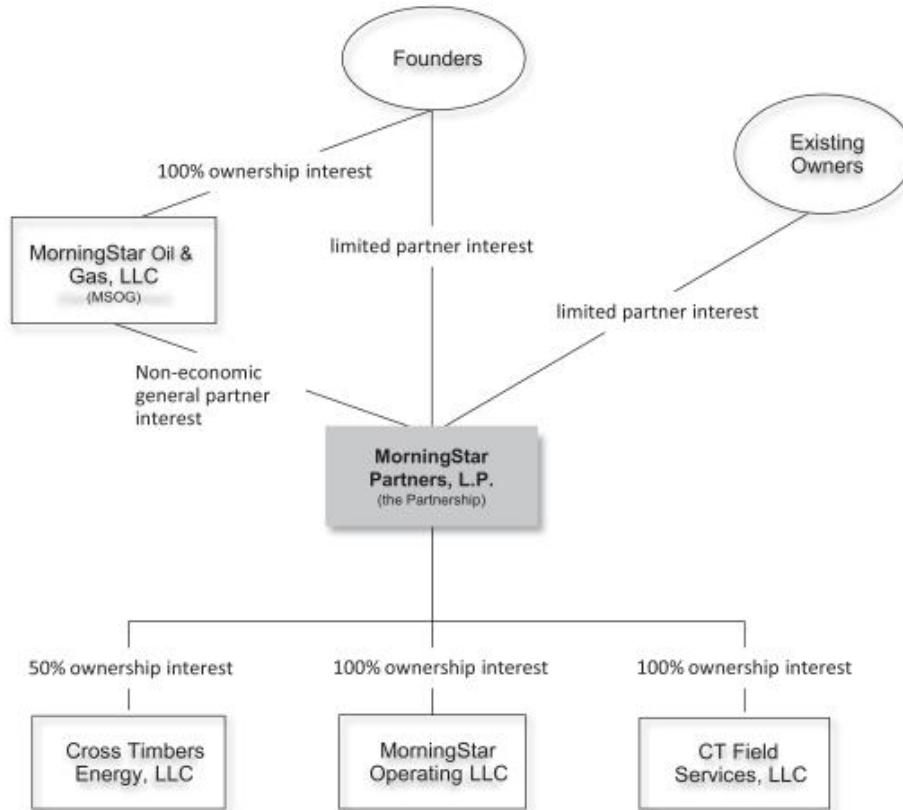 Founders
Existing
Owners
100% ownership interest
MorningStar Oil &
Gas, LLC
(MSOG)
limited partner interest
limited partner interest
Non-economic
general partner
interest
MorningStar
Partners, L.P.
(the Partnership)
50% ownership interest
100% ownership interest
100% ownership interest
Cross Timbers
Energy, LLC
MorningStar
Operating LLC
CT Field
Services, LLC